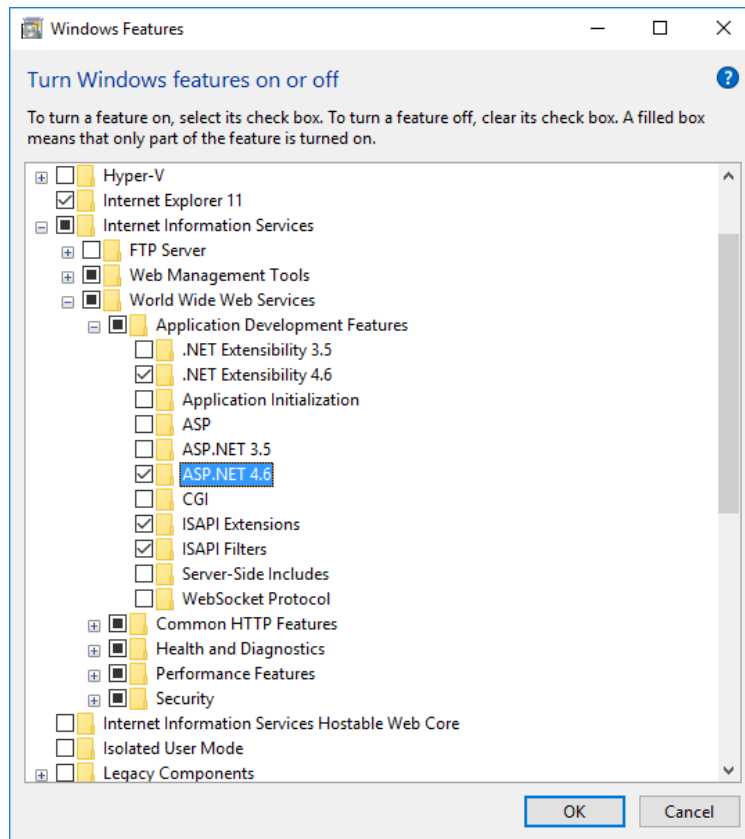 Windows Features
Turn Windows features on or off
To turn a feature on, select its check box. To turn a feature off, clear its check box. A filled box
means that only part of the feature is turned on.
Hyper-V
Internet Explorer 11
Internet Information Services
FTP Server
Web Management Tools
World Wide Web Services
Application Development Features
.NET Extensibility 3.5
.NET Extensibility 4.6
Application Initialization
ASP
ASP.NET 3.5
ASP.NET 4.6
CGI
ISAPI Extensions
ISAPI Filters
Server-Side Includes
WebSocket Protocol
Common HTTP Features
Health and Diagnostics
Performance Features
Security
Internet Information Services Hostable Web Core
Isolated User Mode
Legacy Components
OK Cancel